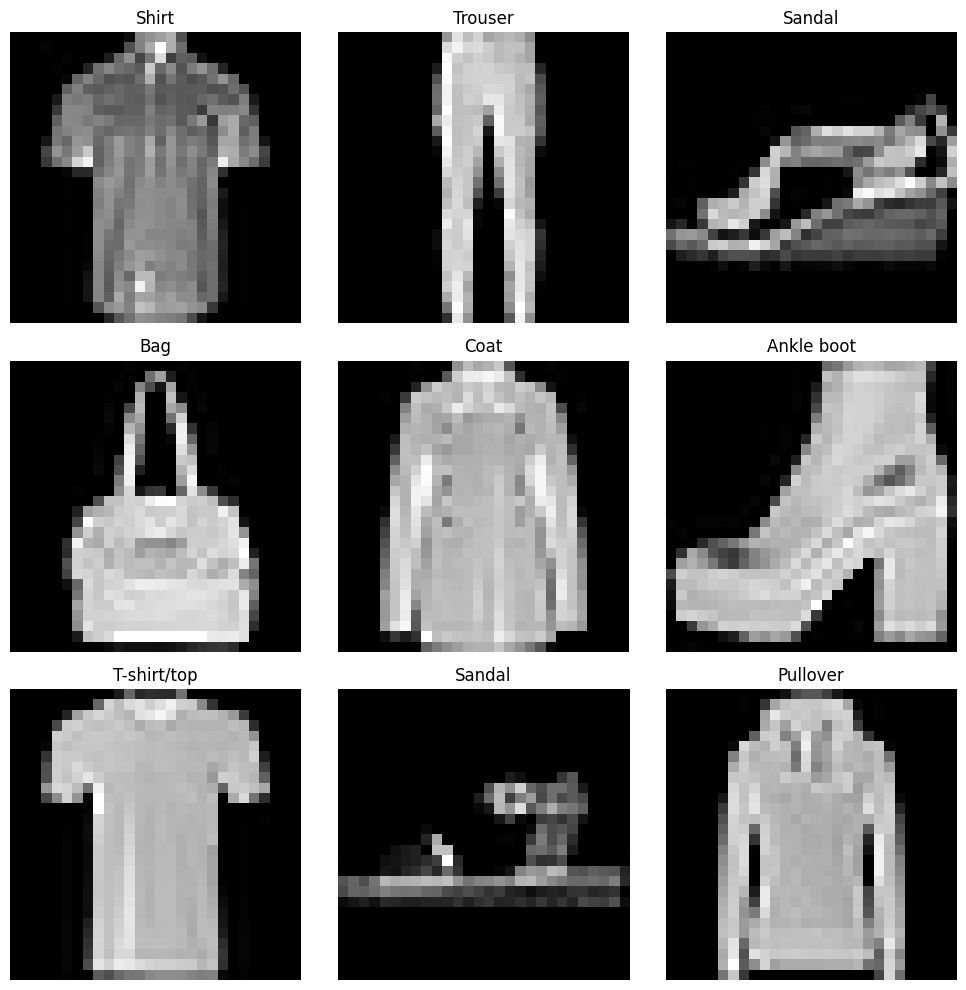 Shirt
Trouser
Sandal
Bag
Coat
Ankle boot
T-shirt/top
Sandal
Pullover